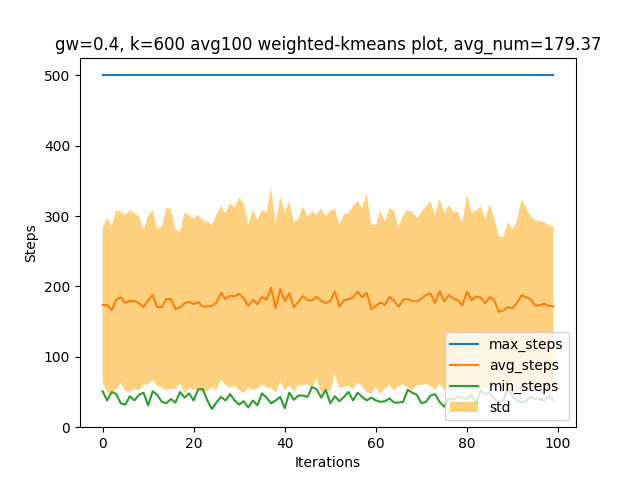 gw=0.4, k=600 avg100 weighted-kmeans plot, avg_num=179.37
500
400
300
200
100
0
Steps
0 20 40 60 80 100
Iterations
max_steps
avg_steps
min_steps
std